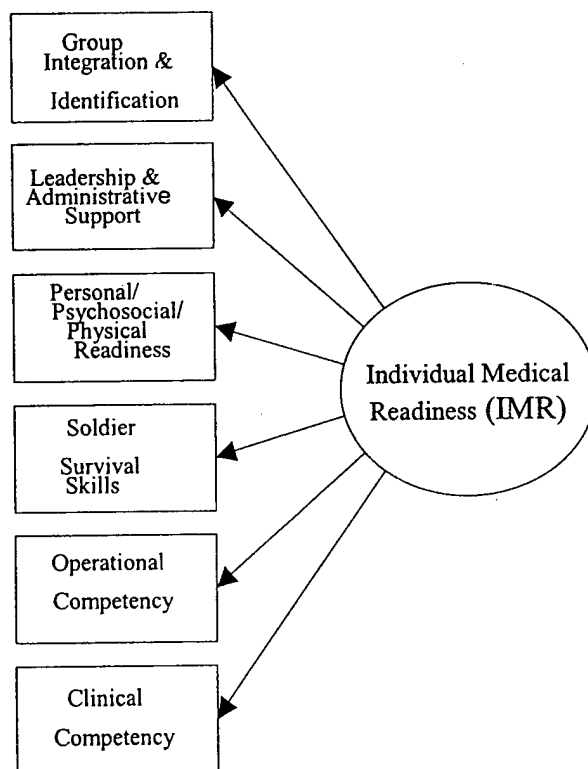 Group
Integration &
Identification
Leadership &
Administrative
Support
Personal/
Psychosocial/
Physical
Readiness
Soldier
Survival
Skills
Operational
Competency
Clinical
Competency
Individual Medical
Readiness (IMR)